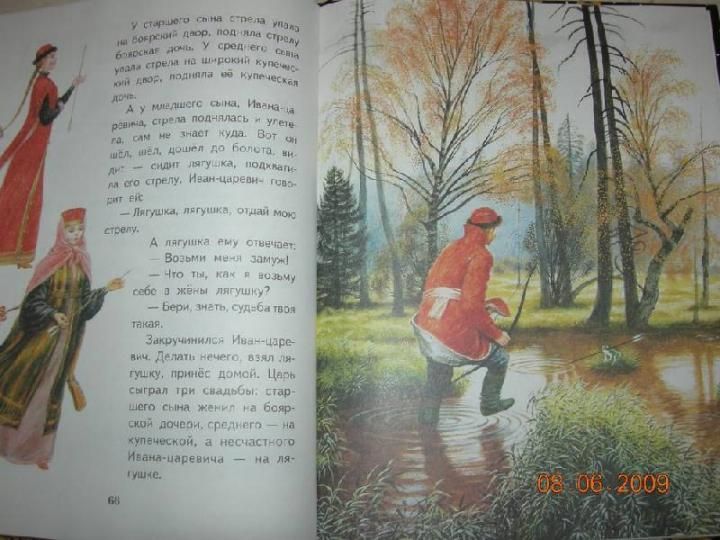 У старшего сына стрела упала
на боярский двор, подняла стрелу
боярская дочь. У среднего сына
упала стрела на широкий купечес-
кий двор, подняла её купеческая
дочь.
А у младшего сына, Ивана-ца-
ревича, стрела поднялась и улете-
ла, сам не знает куда. Вот он
шёл, шёл, дошёл до болота, ви-
дит — сидит лягушка, подхвати-
ла его стрелу. Иван-царевич гово-
рит ей:
— Лягушка, лягушка, отдай мою
стрелу.
А лягушка ему отвечает:
— Возьми меня замуж!
— Что ты, как я возьму
себе в жёны лягушку?
— Бери, знать, судьба твоя
такая.
Закручинился Иван-царе-
вич. Делать нечего, взял ля-
гушку, принёс домой. Царь
сыграл три свадьбы: стар-
шего сына женил на бояр-
ской дочери, среднего — на
купеческой, а несчастного
Ивана-царевича — на ля-
гушке.
68
08 06 2009